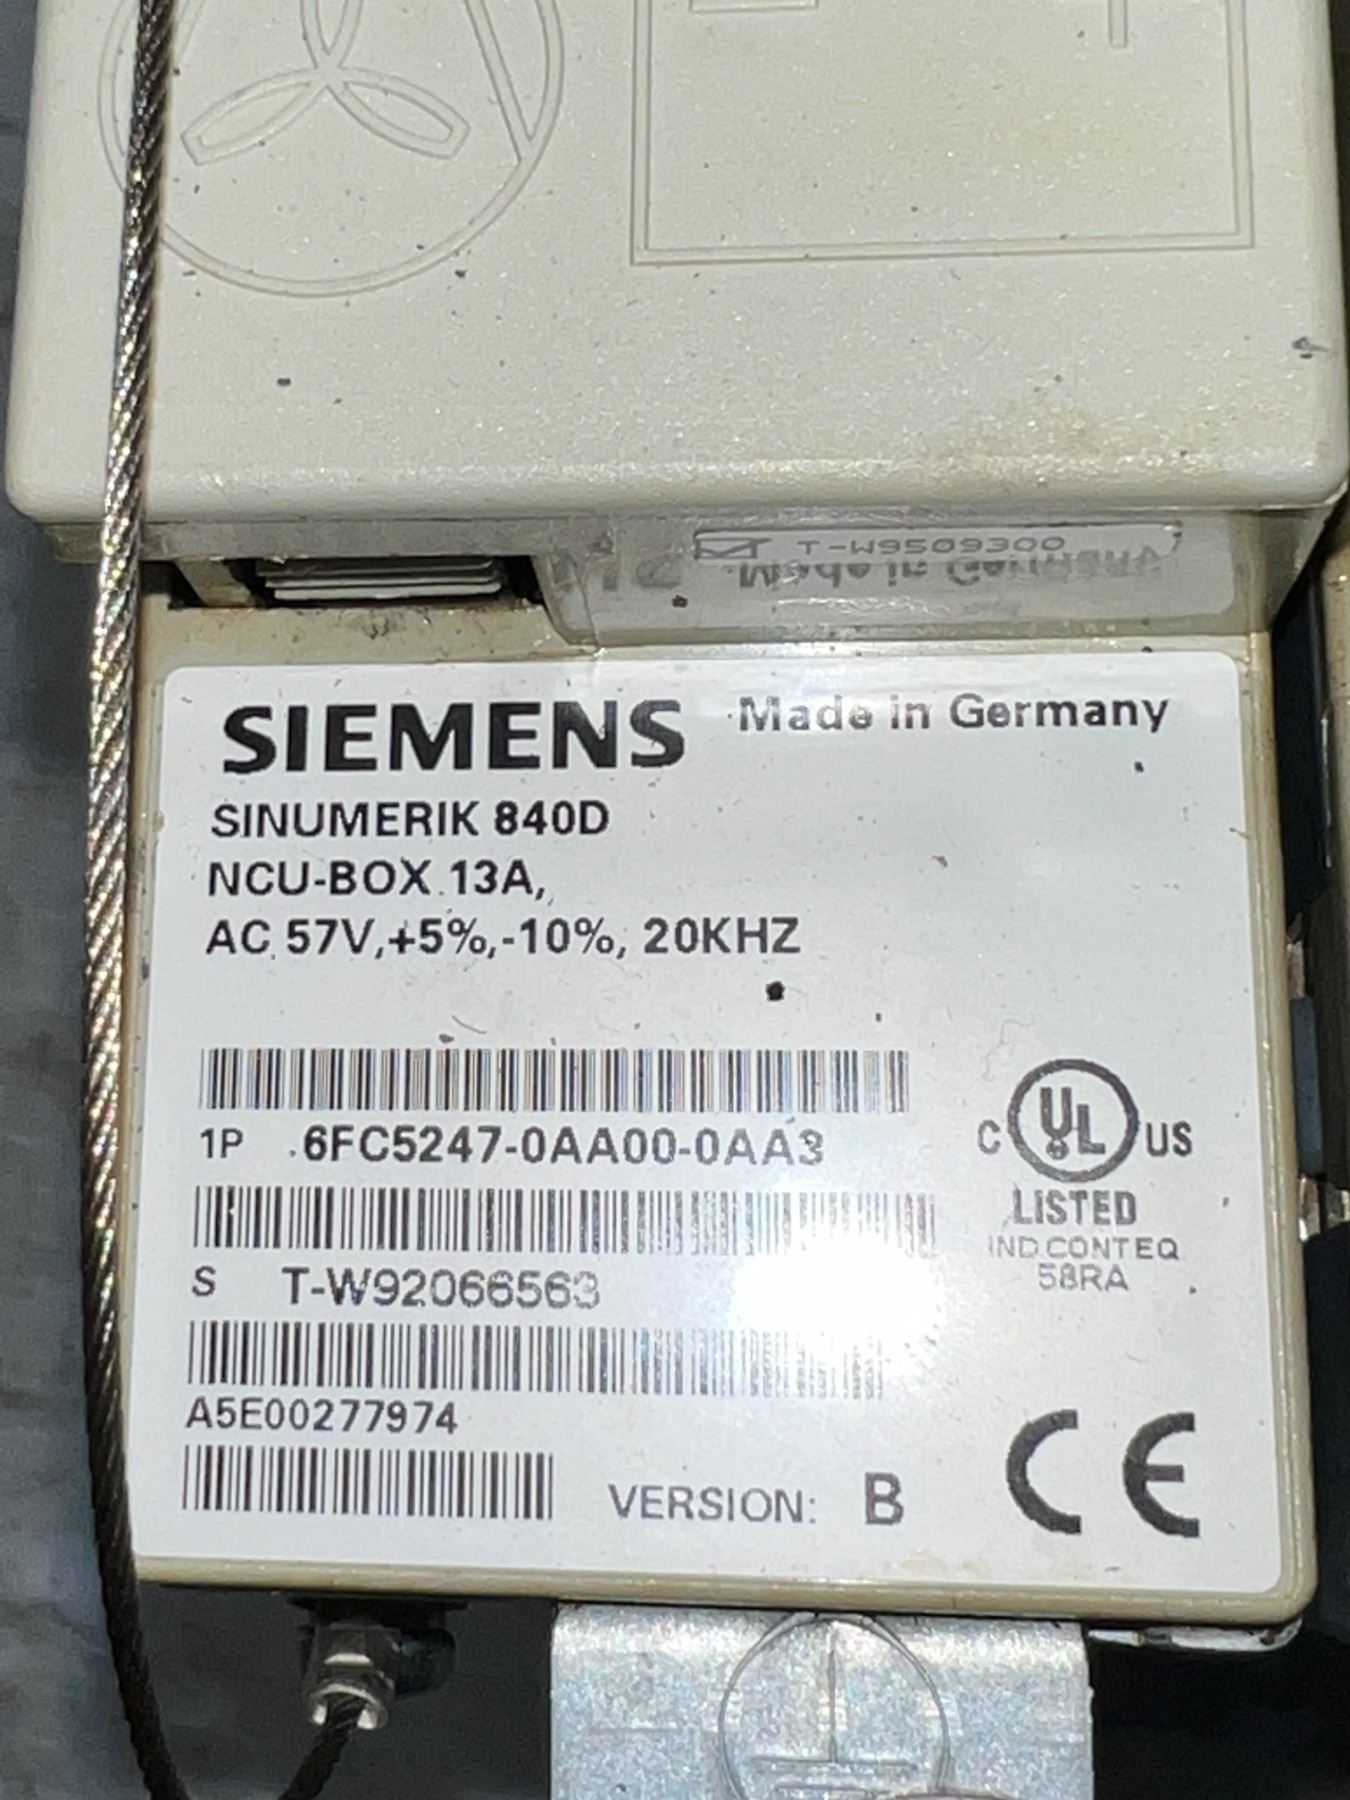 T-W9509300
SIEMENS Made in Germany
SINUMERIK 840D
NCU-BOX 13A,
AC 57V,+5%,-10%, 20KHZ
1P 6FC5247-0AA00-0AA3
C UL US
LISTED
IND.CONT.EQ
58RA
S T-W92066563
A5E00277974
VERSION: B
CE